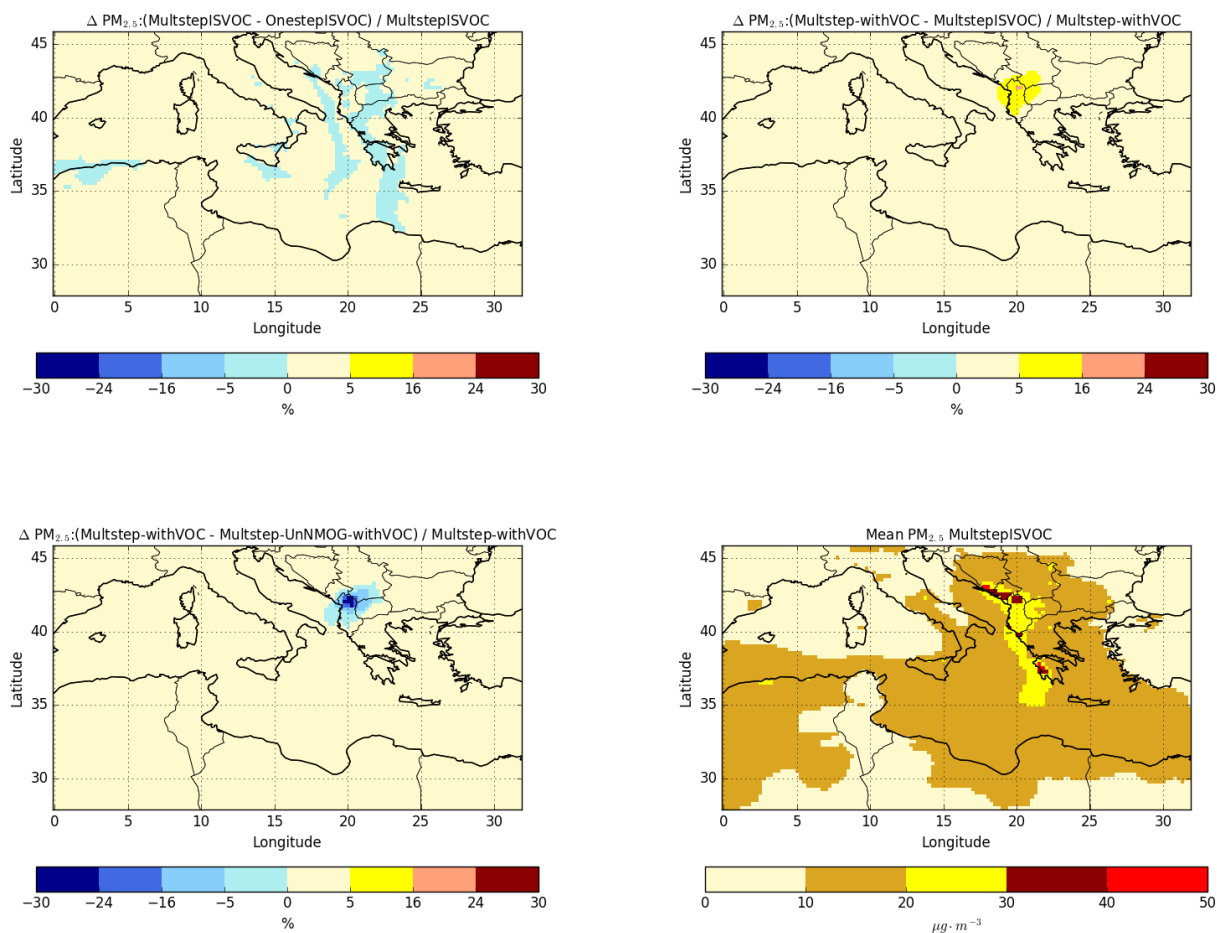 Δ PM₂.₅:(MultstepISVOC - OnestepISVOC) / MultstepISVOC
45
40
35
30
Latitude
0 5 10 15 20 25 30
Longitude
−30 −24 −16 −5 0 5 16 24 30
%
Δ PM₂.₅:(Multstep-withVOC - MultstepISVOC) / Multstep-withVOC
45
40
35
30
Latitude
0 5 10 15 20 25 30
Longitude
−30 −24 −16 −5 0 5 16 24 30
%
Δ PM₂.₅:(Multstep-withVOC - Multstep-UnNMOG-withVOC) / Multstep-withVOC
45
40
35
30
Latitude
0 5 10 15 20 25 30
Longitude
−30 −24 −16 −5 0 5 16 24 30
%
Mean PM₂.₅ MultstepISVOC
45
40
35
30
Latitude
0 5 10 15 20 25 30
Longitude
0 10 20 30 40 50
μg · m⁻³